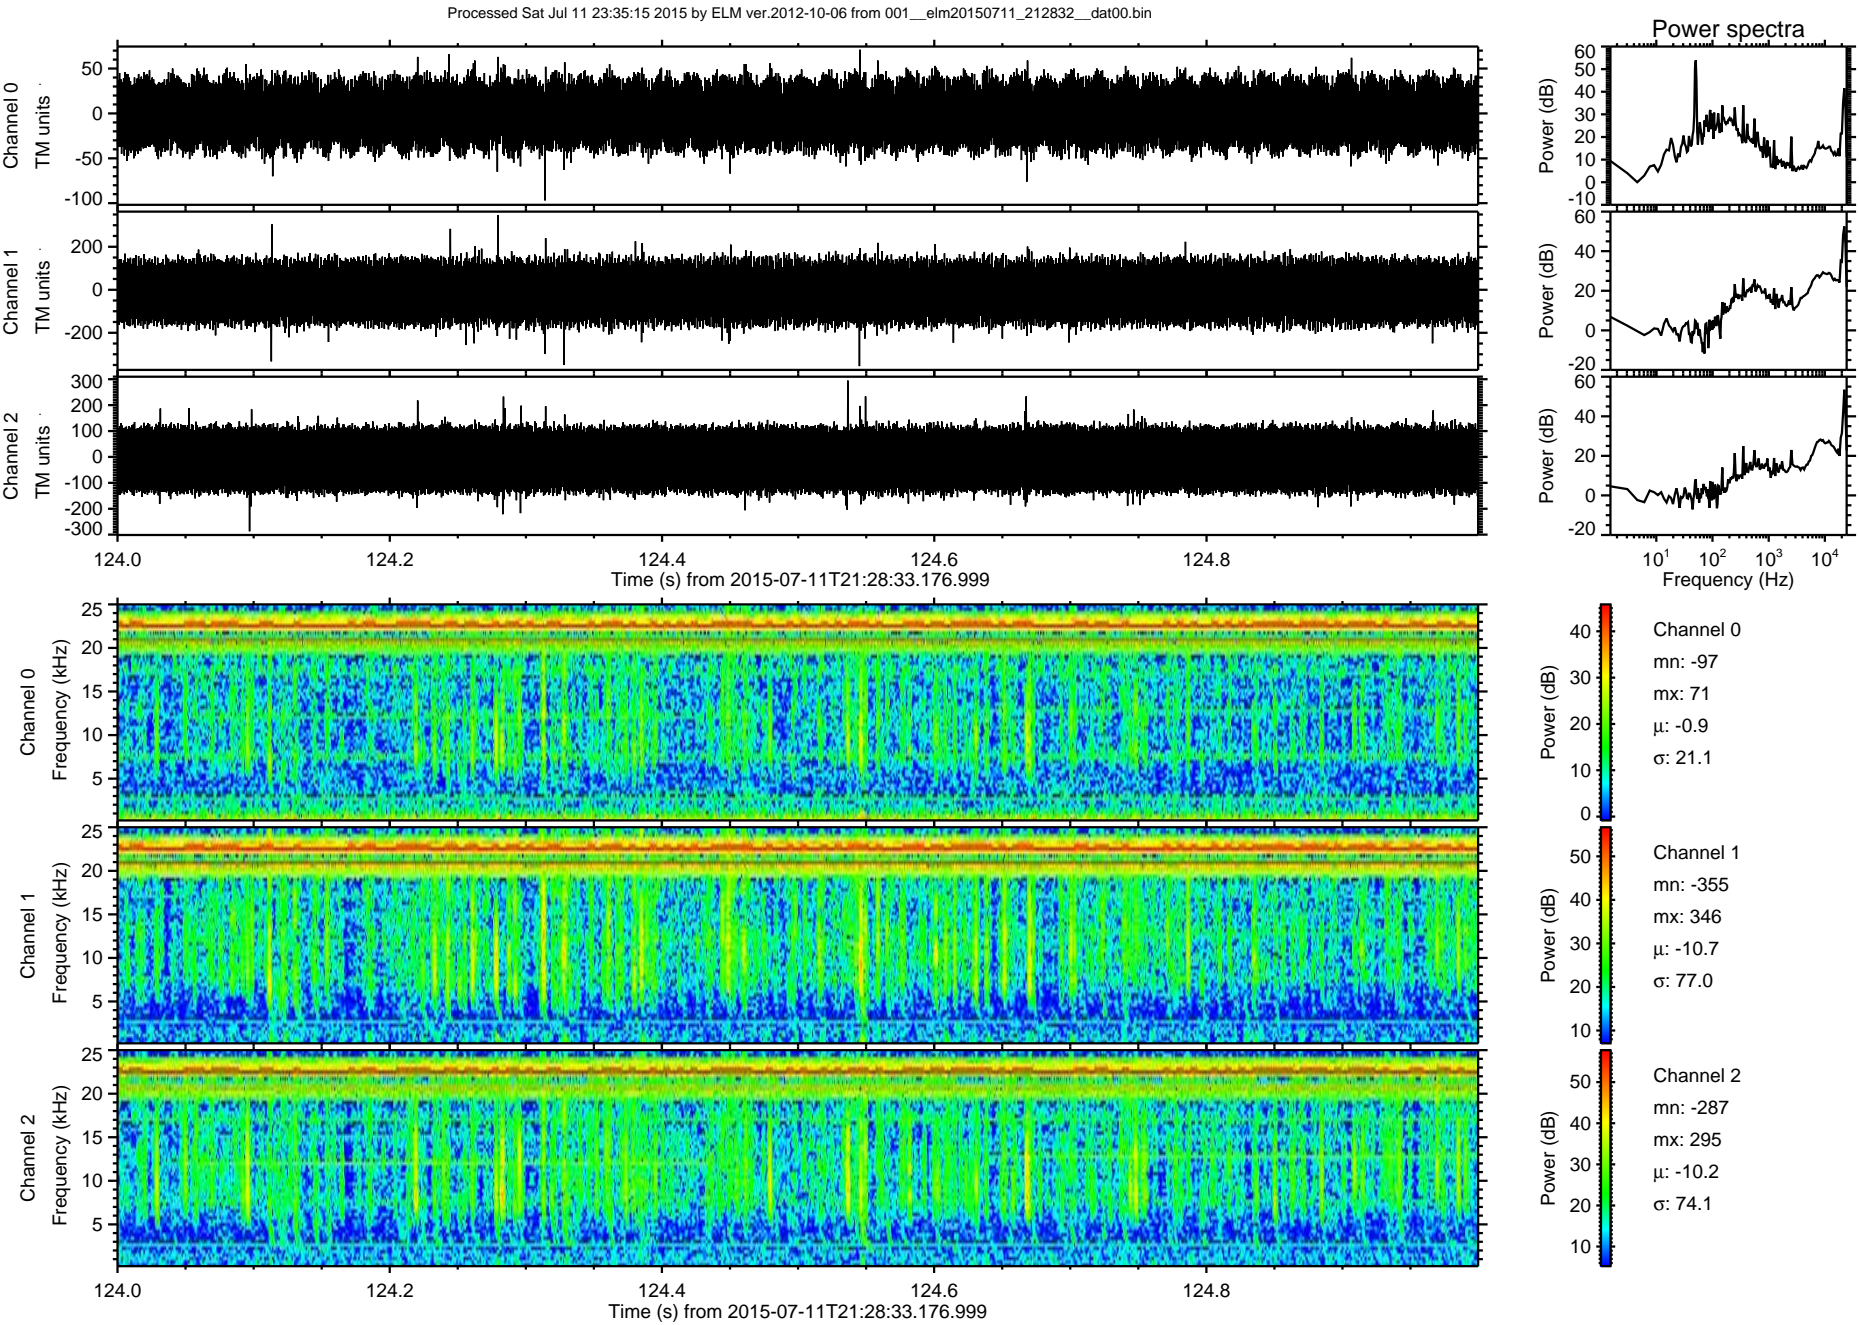 Processed Sat Jul 11 23:35:15 2015 by ELM ver.2012-10-06 from 001__elm20150711_212832__dat00.bin
Power spectra
Channel 0
TM units
50
0
-50
-100
Power (dB)
60
50
40
30
20
10
0
-10
Channel 1
TM units
200
0
-200
Power (dB)
60
40
20
0
-20
Channel 2
TM units
300
200
100
0
-100
-200
-300
Power (dB)
60
40
20
0
-20
124.0 124.2 124.4 124.6 124.8
Time (s) from 2015-07-11T21:28:33.176.999
10¹ 10² 10³ 10⁴
Frequency (Hz)
Channel 0
Frequency (kHz)
25
20
15
10
5
Power (dB)
40
30
20
10
0
Channel 0
mn: -97
mx: 71
μ: -0.9
σ: 21.1
Channel 1
Frequency (kHz)
25
20
15
10
5
Power (dB)
50
40
30
20
10
Channel 1
mn: -355
mx: 346
μ: -10.7
σ: 77.0
Channel 2
Frequency (kHz)
25
20
15
10
5
Power (dB)
50
40
30
20
10
Channel 2
mn: -287
mx: 295
μ: -10.2
σ: 74.1
124.0 124.2 124.4 124.6 124.8
Time (s) from 2015-07-11T21:28:33.176.999